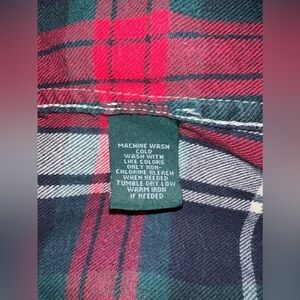 MACHINE WASH
COLD
WASH WITH
LIKE COLORS
ONLY NON-
CHLORINE BLEACH
WHEN NEEDED
TUMBLE DRY LOW
WARM IRON
IF NEEDED